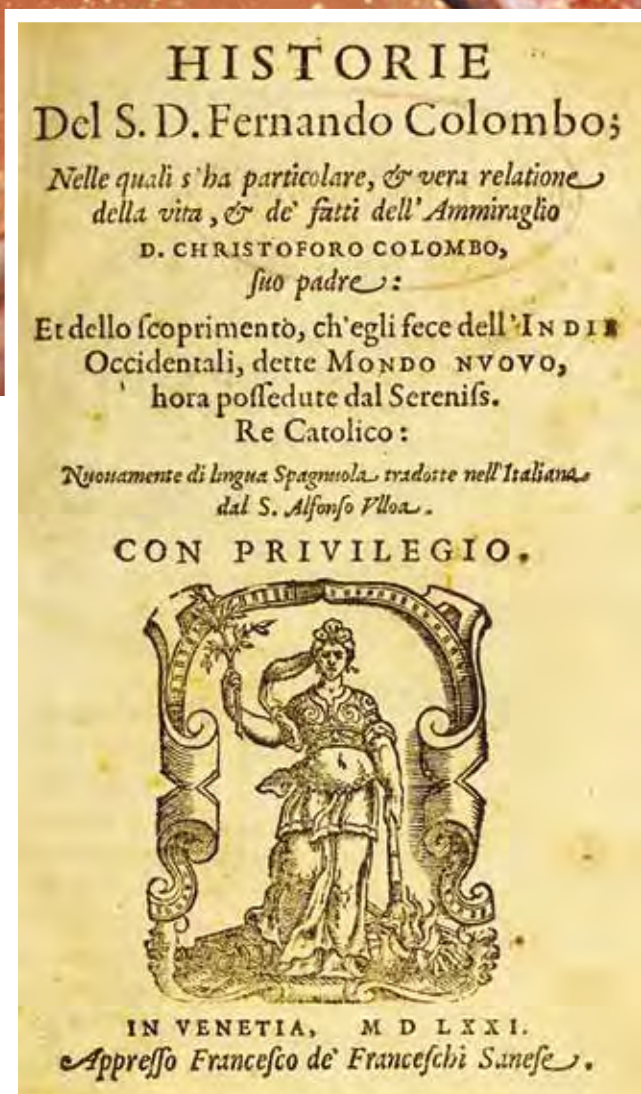 HISTORIE
Del S. D. Fernando Colombo;
Nelle quali s'ha particolare, & vera relatione
della vita, & de' fatti dell'Ammiraglio
D. CHRISTOFORO COLOMBO,
ſuo padre:
Et dello ſcoprimento, ch'egli fece dell'INDIE
Occidentali, dette MONDO NVOVO,
hora poſſedute dal Sereniſs.
Re Catolico:
Nuouamente di lingua Spagnuola tradotte nell'Italiana
dal S. Alfonſo Vlloa.
CON PRIVILEGIO.
IN VENETIA, M D LXXI.
Appreſſo Franceſco de' Franceſchi Saneſe.